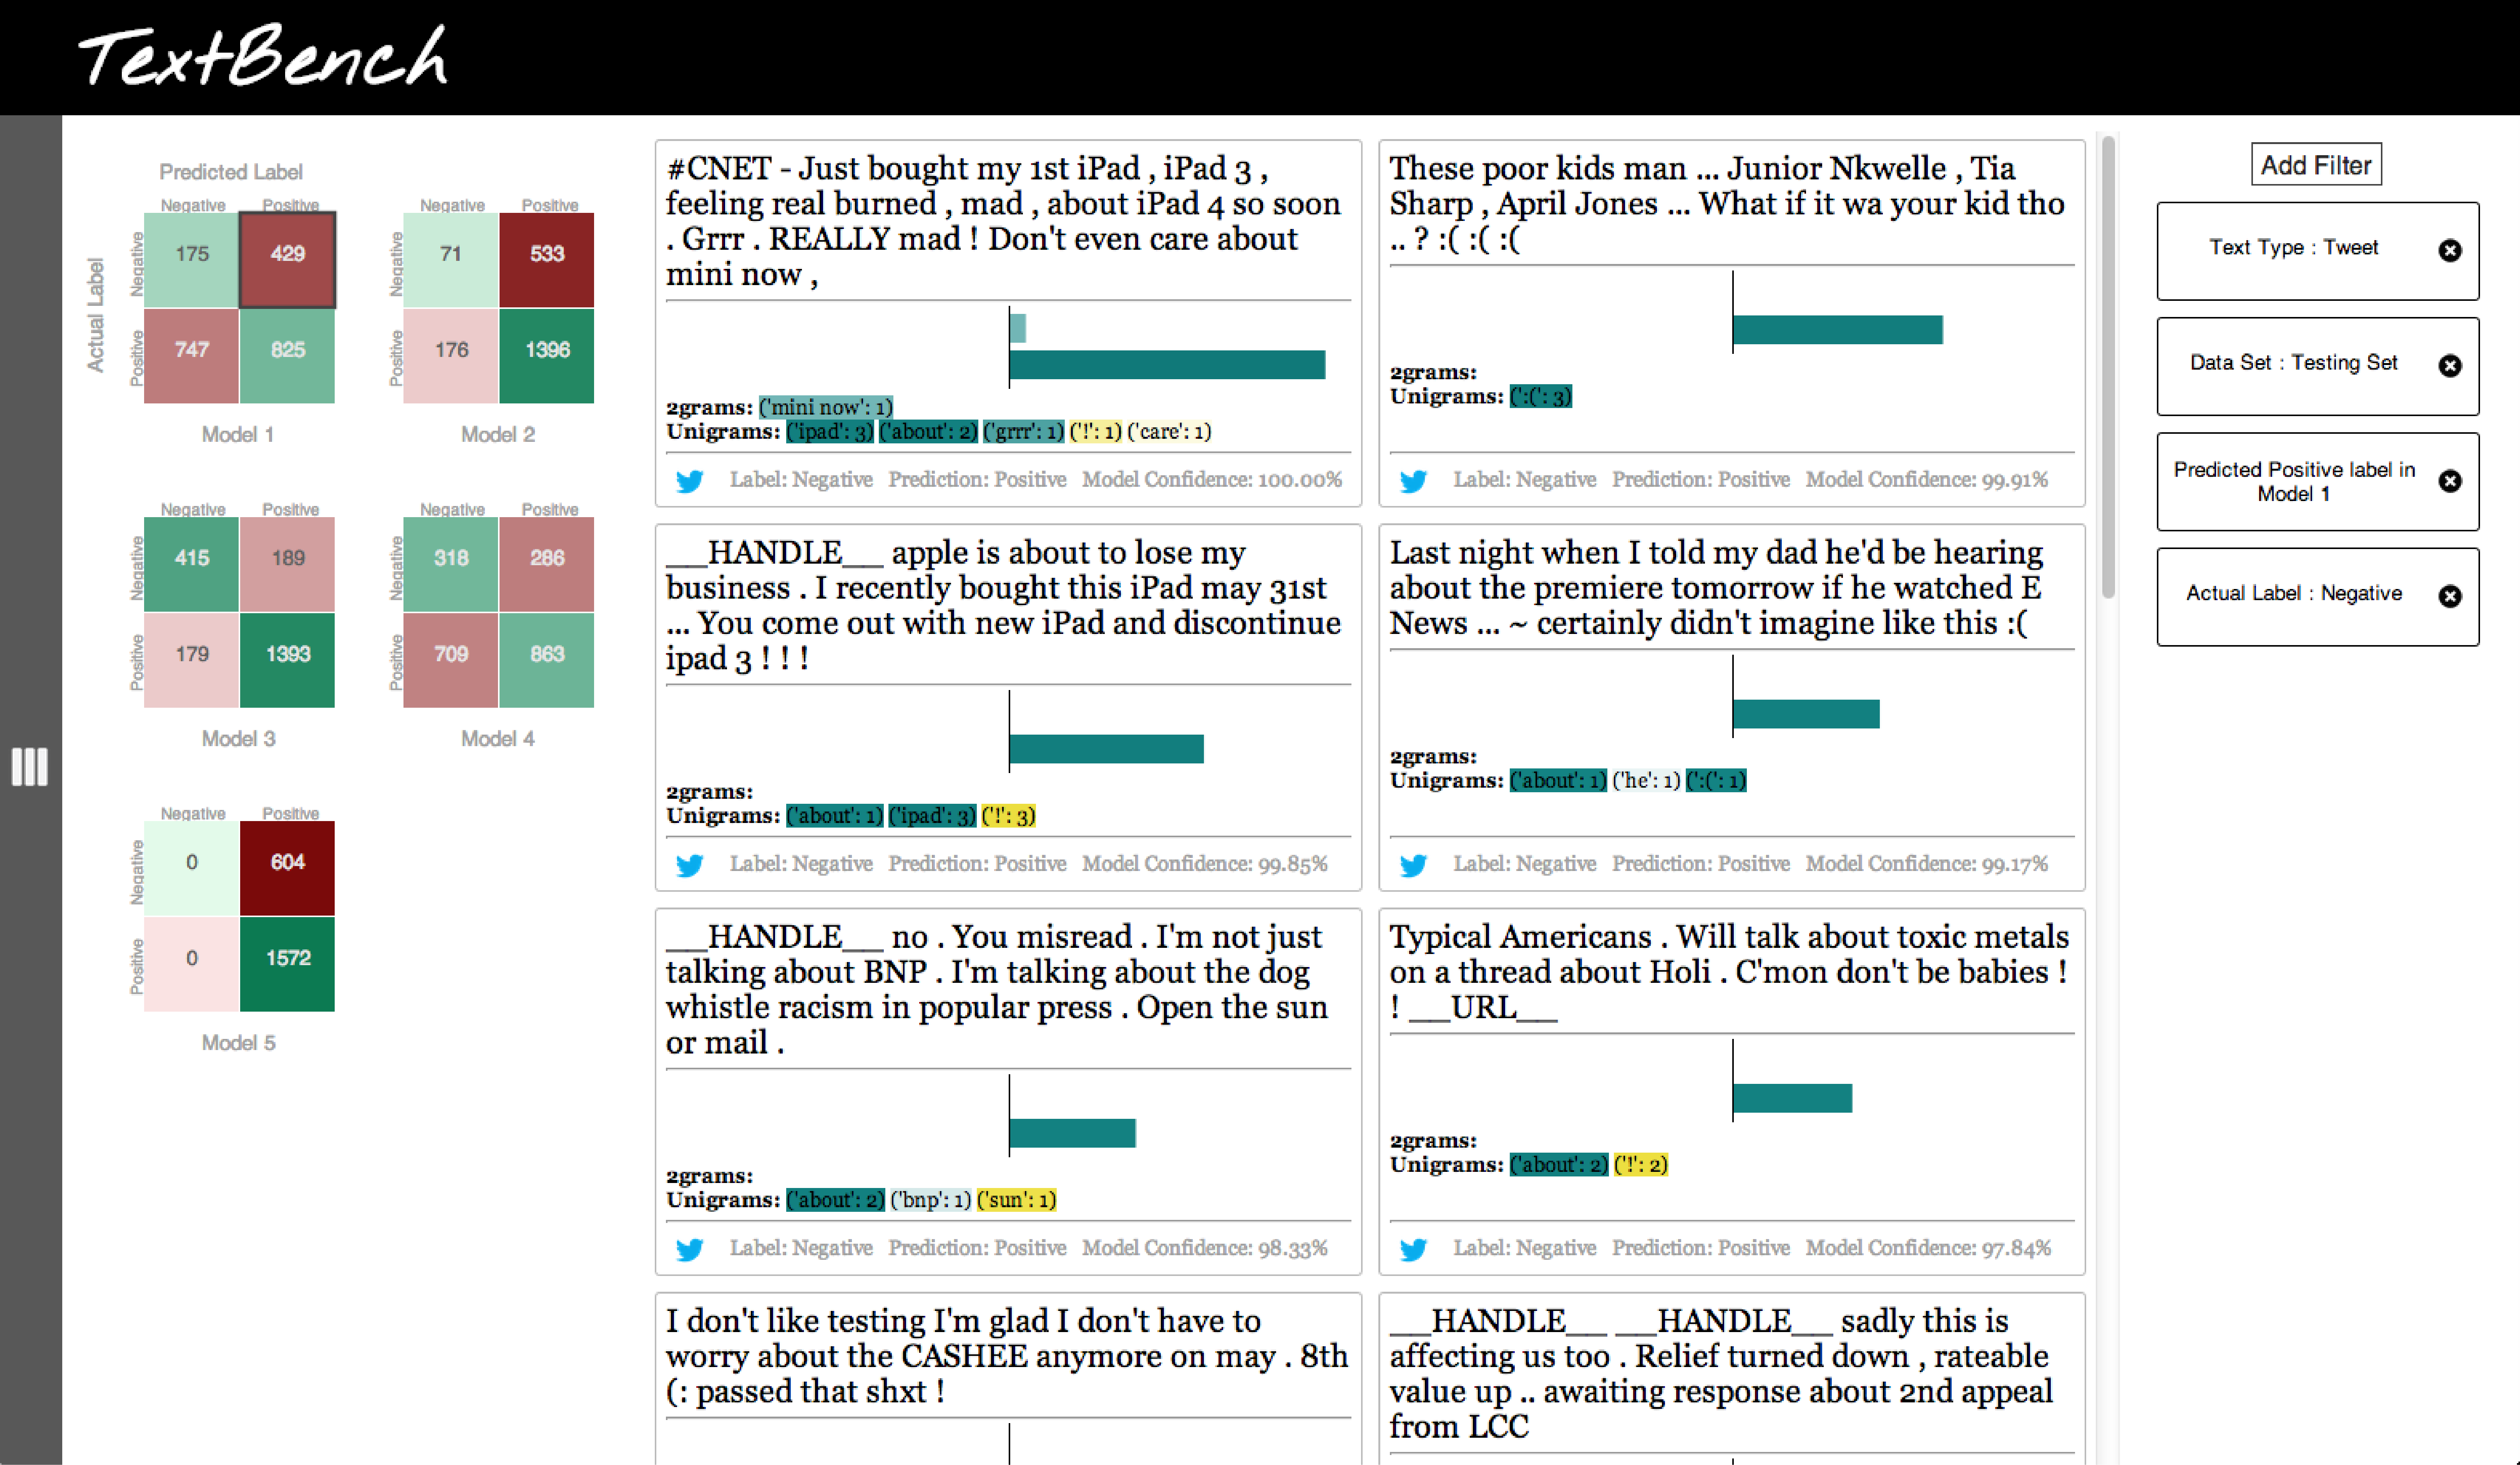 TextBench
Predicted Label
Actual Label
Negative Positive
Negative
Positive
175 429
747 825
Model 1
Negative Positive
Negative
Positive
71 533
176 1396
Model 2
Negative Positive
Negative
Positive
415 189
179 1393
Model 3
Negative Positive
Negative
Positive
318 286
709 863
Model 4
Negative Positive
Negative
Positive
0 604
0 1572
Model 5
#CNET - Just bought my 1st iPad , iPad 3 ,
feeling real burned , mad , about iPad 4 so soon
. Grrr . REALLY mad ! Don't even care about
mini now ,
2grams: ('mini now': 1)
Unigrams: ('ipad': 3) ('about': 2) ('grrr': 1) ('!': 1) ('care': 1)
Label: Negative Prediction: Positive Model Confidence: 100.00%
These poor kids man ... Junior Nkwelle , Tia
Sharp , April Jones ... What if it wa your kid tho
.. ? :( :( :(
2grams:
Unigrams: (':(': 3)
Label: Negative Prediction: Positive Model Confidence: 99.91%
__HANDLE__ apple is about to lose my
business . I recently bought this iPad may 31st
... You come out with new iPad and discontinue
ipad 3 ! ! !
2grams:
Unigrams: ('about': 1) ('ipad': 3) ('!': 3)
Label: Negative Prediction: Positive Model Confidence: 99.85%
Last night when I told my dad he'd be hearing
about the premiere tomorrow if he watched E
News ... ~ certainly didn't imagine like this :(
2grams:
Unigrams: ('about': 1) ('he': 1) (':(': 1)
Label: Negative Prediction: Positive Model Confidence: 99.17%
__HANDLE__ no . You misread . I'm not just
talking about BNP . I'm talking about the dog
whistle racism in popular press . Open the sun
or mail .
2grams:
Unigrams: ('about': 2) ('bnp': 1) ('sun': 1)
Label: Negative Prediction: Positive Model Confidence: 98.33%
Typical Americans . Will talk about toxic metals
on a thread about Holi . C'mon don't be babies !
! __URL__
2grams:
Unigrams: ('about': 2) ('!': 2)
Label: Negative Prediction: Positive Model Confidence: 97.84%
I don't like testing I'm glad I don't have to
worry about the CASHEE anymore on may . 8th
(: passed that shxt !
__HANDLE__ __HANDLE__ sadly this is
affecting us too . Relief turned down , rateable
value up .. awaiting response about 2nd appeal
from LCC
Add Filter
Text Type : Tweet
Data Set : Testing Set
Predicted Positive label in
Model 1
Actual Label : Negative